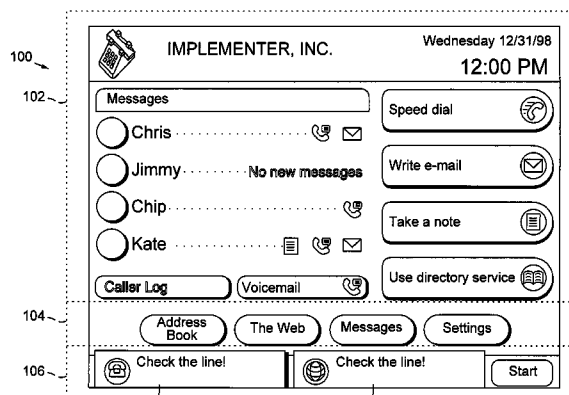 IMPLEMENTER, INC.
Wednesday 12/31/98
12:00 PM
100
102
Messages
Chris
Jimmy No new messages
Chip
Kate
Caller Log
Voicemail
Speed dial
Write e-mail
Take a note
Use directory service
104
Address
Book
The Web
Messages
Settings
106
Check the line!
Check the line!
Start